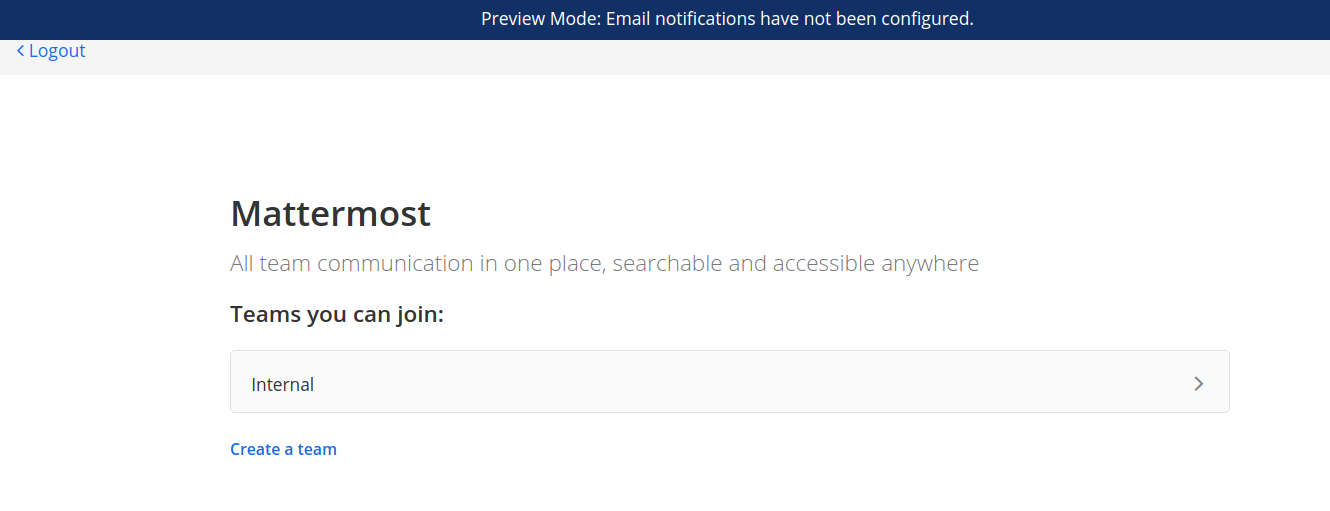 Preview Mode: Email notifications have not been configured.
Logout
Mattermost
All team communication in one place, searchable and accessible anywhere
Teams you can join:
Internal
Create a team